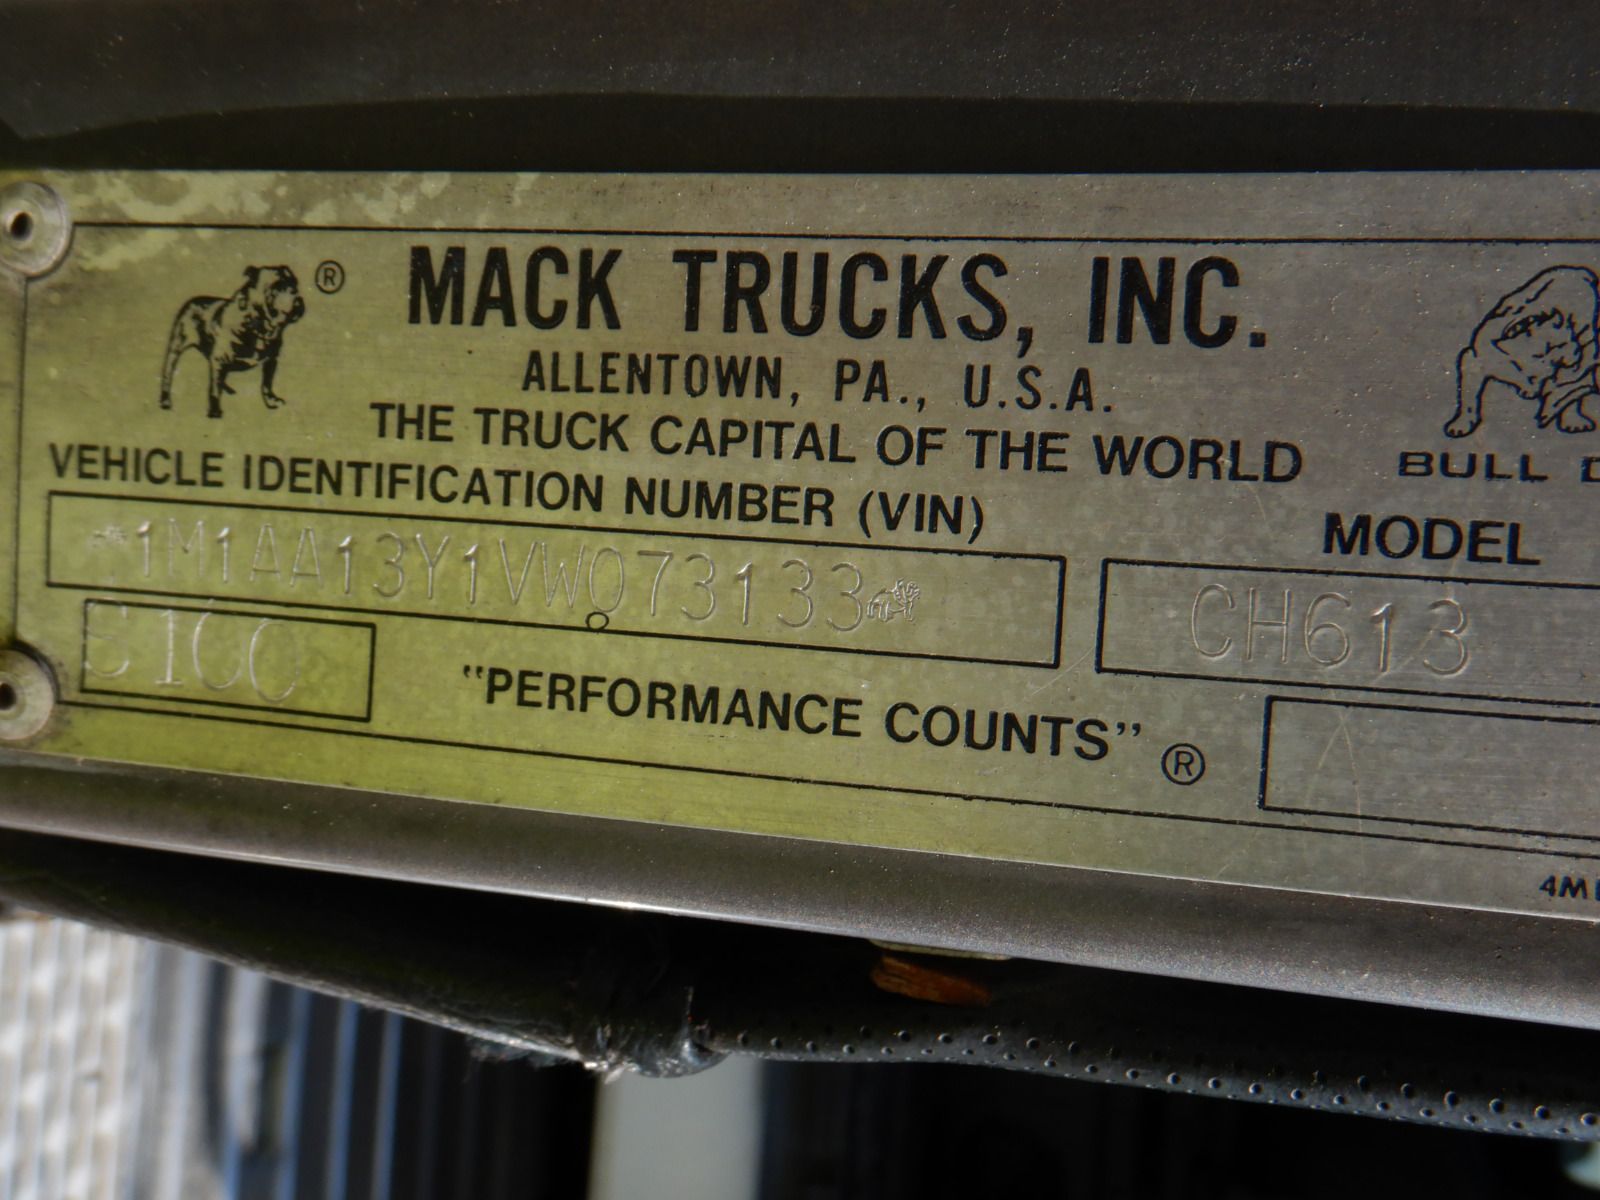 ®
MACK TRUCKS, INC.
ALLENTOWN, PA., U.S.A.
THE TRUCK CAPITAL OF THE WORLD
BULL
VEHICLE IDENTIFICATION NUMBER (VIN)
MODEL
1M1AA13Y1VW073133
CH613
"PERFORMANCE COUNTS" ®